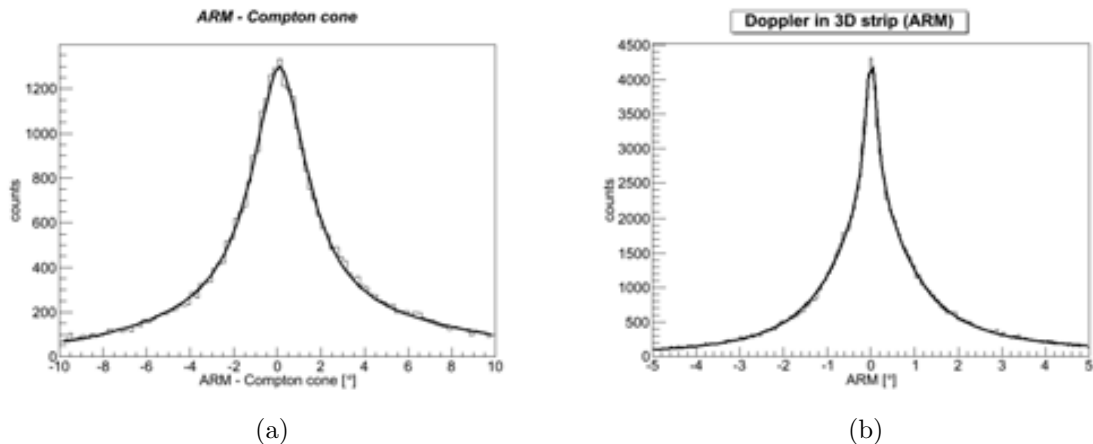 ARM - Compton cone
counts
1200
1000
800
600
400
200
0
-10 -8 -6 -4 -2 0 2 4 6 8 10
ARM - Compton cone [°]
(a)
Doppler in 3D strip (ARM)
counts
4500
4000
3500
3000
2500
2000
1500
1000
500
0
-5 -4 -3 -2 -1 0 1 2 3 4 5
ARM [°]
(b)